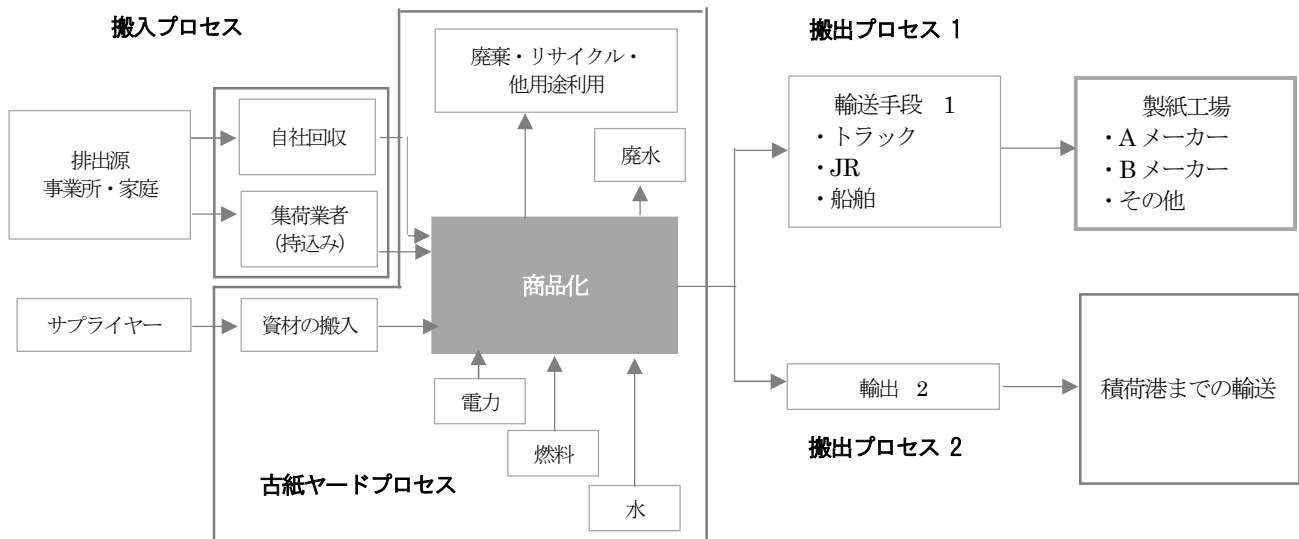 搬入プロセス
搬出プロセス 1
廃棄・リサイクル・
他用途利用
排出源
事業所・家庭
自社回収
集荷業者
(持込み)
廃水
輸送手段 1
・トラック
・JR
・船舶
製紙工場
・A メーカー
・B メーカー
・その他
商品化
サプライヤー
資材の搬入
電力
燃料
水
輸出 2
積荷港までの輸送
搬出プロセス 2
古紙ヤードプロセス